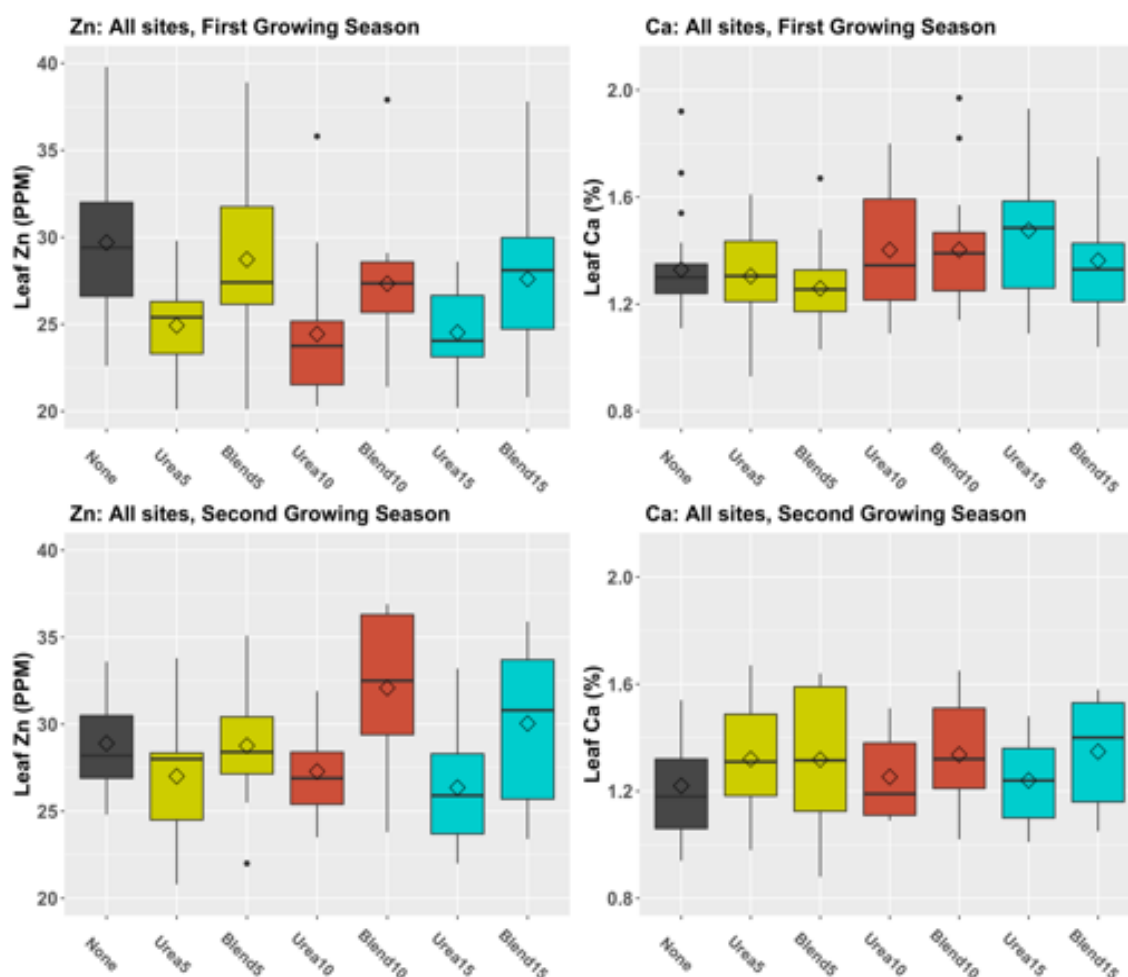 Zn: All sites, First Growing Season
Leaf Zn (PPM)
40
35
30
25
20
None
Urea5
Blend5
Urea10
Blend10
Urea15
Blend15
Ca: All sites, First Growing Season
Leaf Ca (%)
2.0
1.6
1.2
0.8
None
Urea5
Blend5
Urea10
Blend10
Urea15
Blend15
Zn: All sites, Second Growing Season
Leaf Zn (PPM)
40
35
30
25
20
None
Urea5
Blend5
Urea10
Blend10
Urea15
Blend15
Ca: All sites, Second Growing Season
Leaf Ca (%)
2.0
1.6
1.2
0.8
None
Urea5
Blend5
Urea10
Blend10
Urea15
Blend15